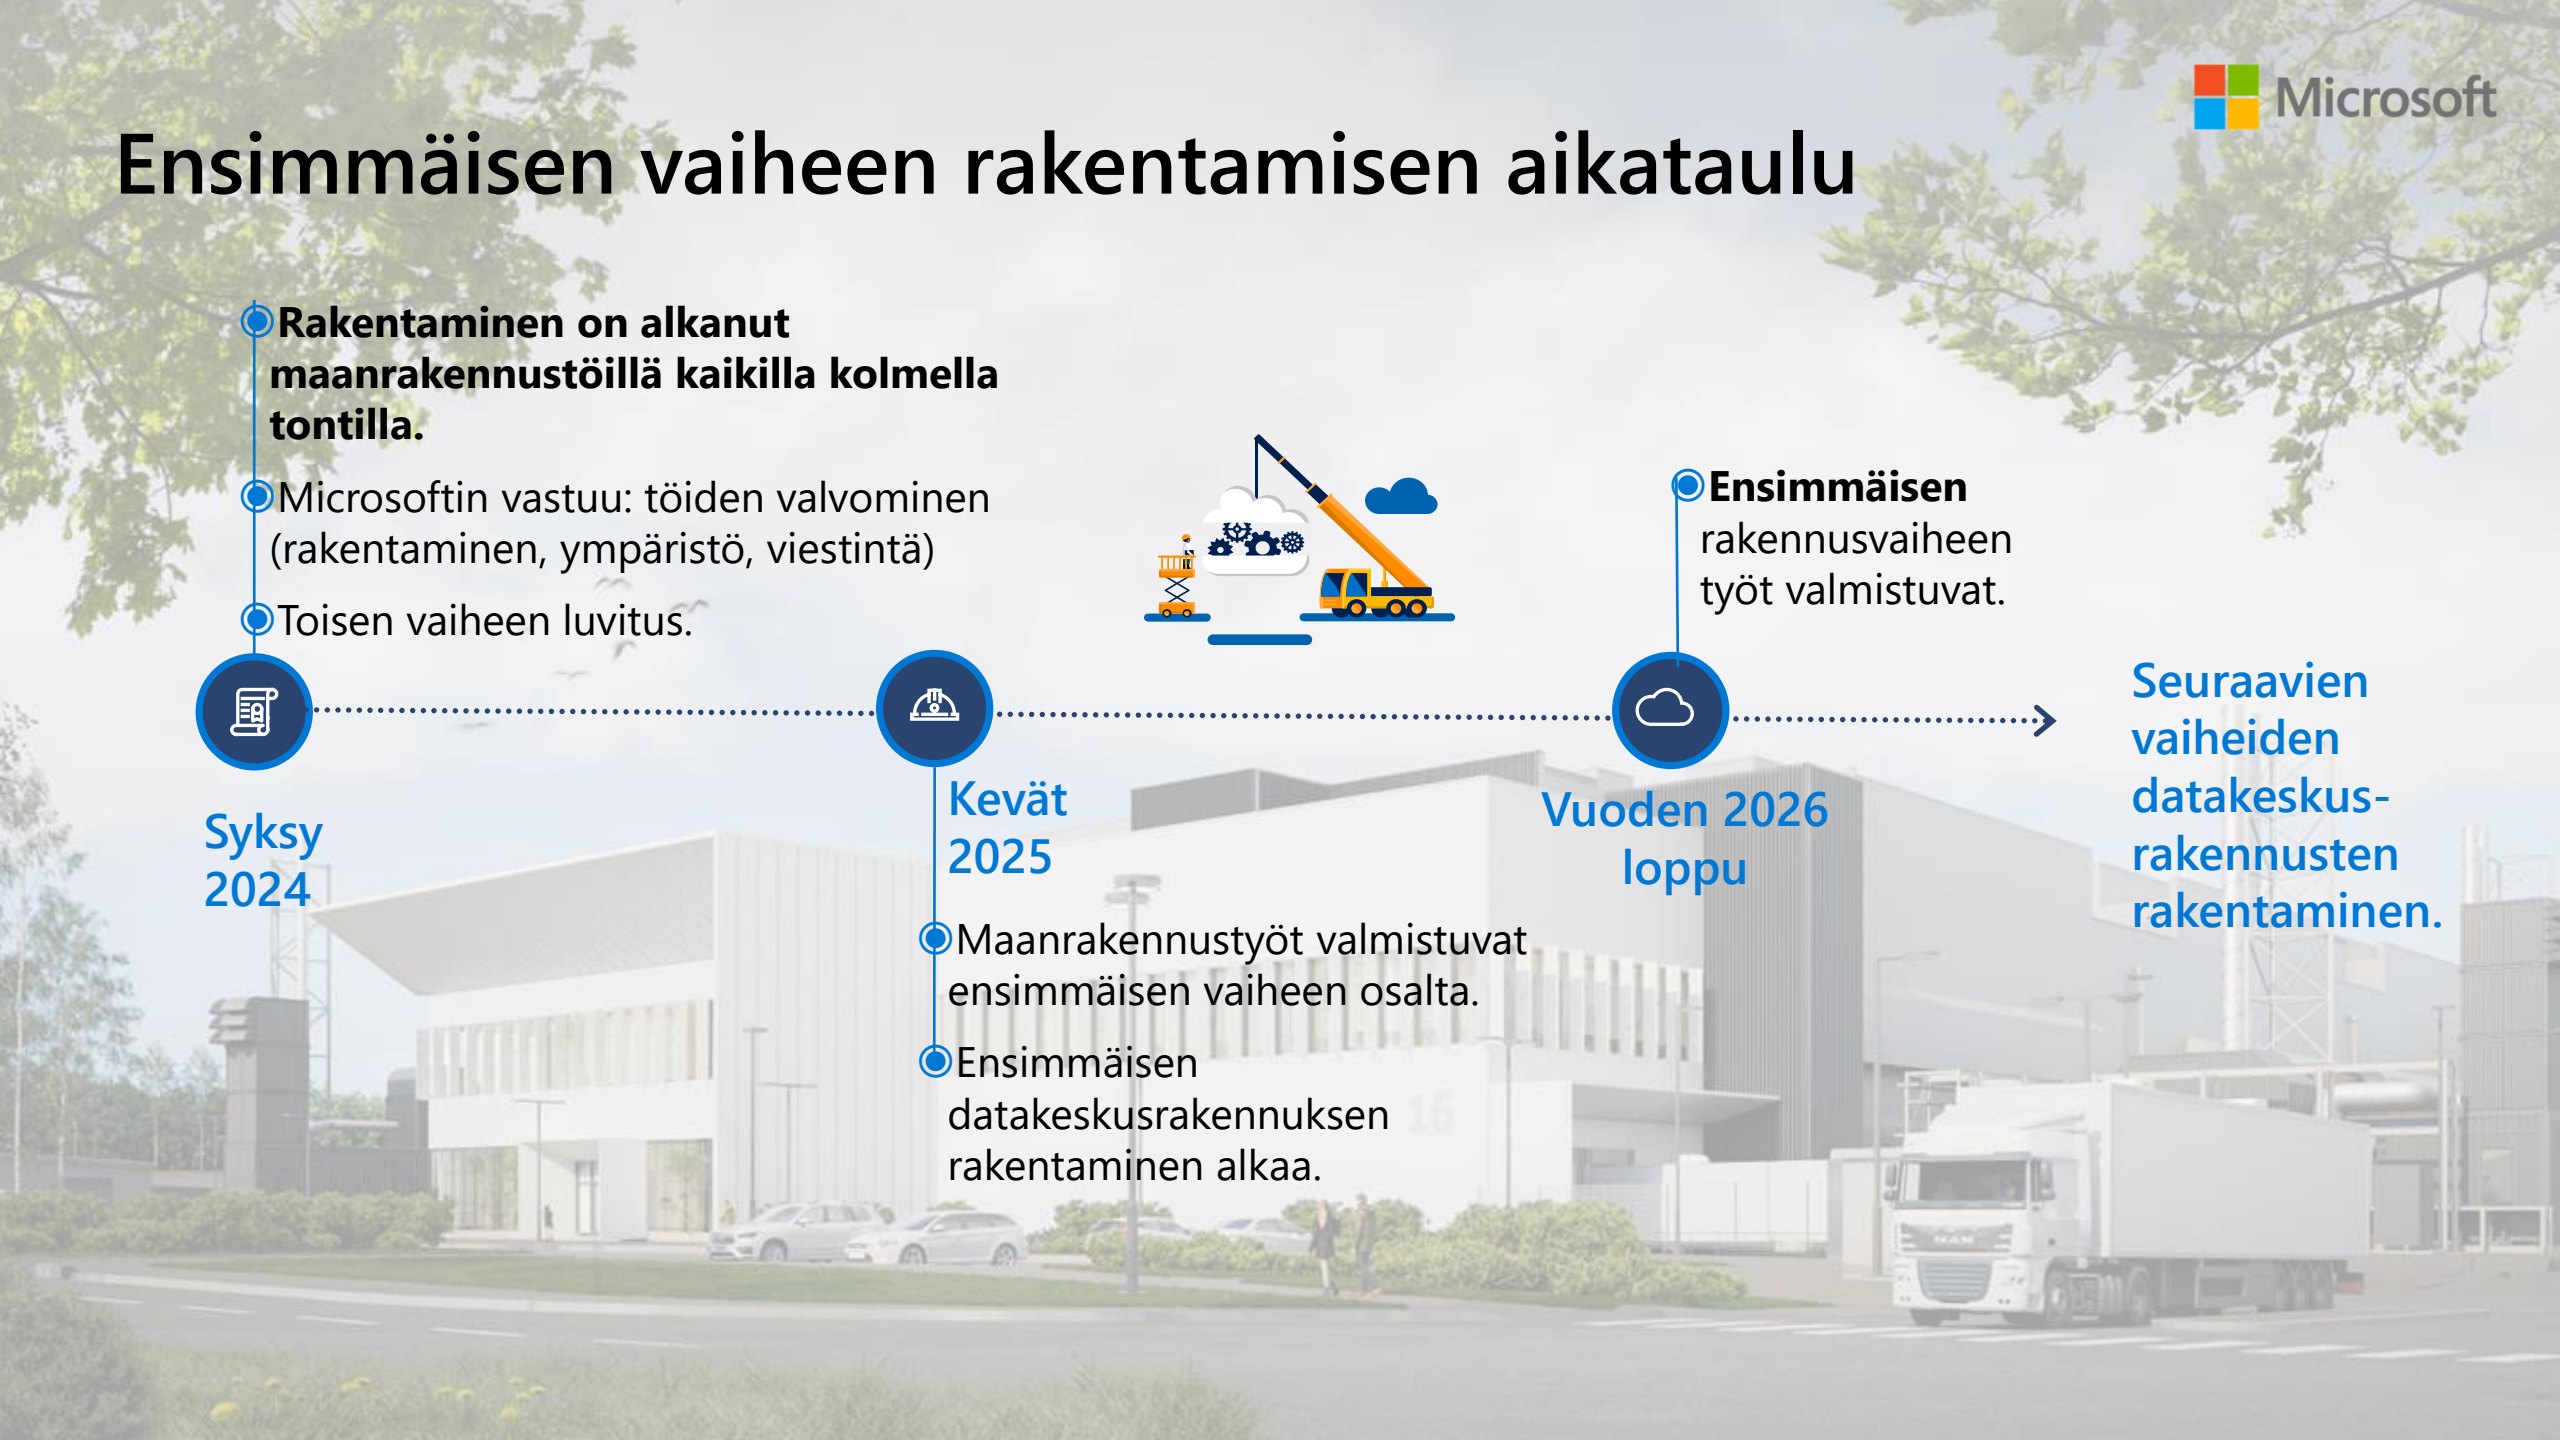 Microsoft
Ensimmäisen vaiheen rakentamisen aikataulu
Rakentaminen on alkanut
maanrakennustöillä kaikilla kolmella
tontilla.
Microsoftin vastuu: töiden valvominen
(rakentaminen, ympäristö, viestintä)
Toisen vaiheen luvitus.
Syksy
2024
Kevät
2025
Maanrakennustyöt valmistuvat
ensimmäisen vaiheen osalta.
Ensimmäisen
datakeskusrakennuksen
rakentaminen alkaa.
Ensimmäisen
rakennusvaiheen
työt valmistuvat.
Vuoden 2026
loppu
Seuraavien
vaiheiden
datakeskus-
rakennusten
rakentaminen.
16
MAN